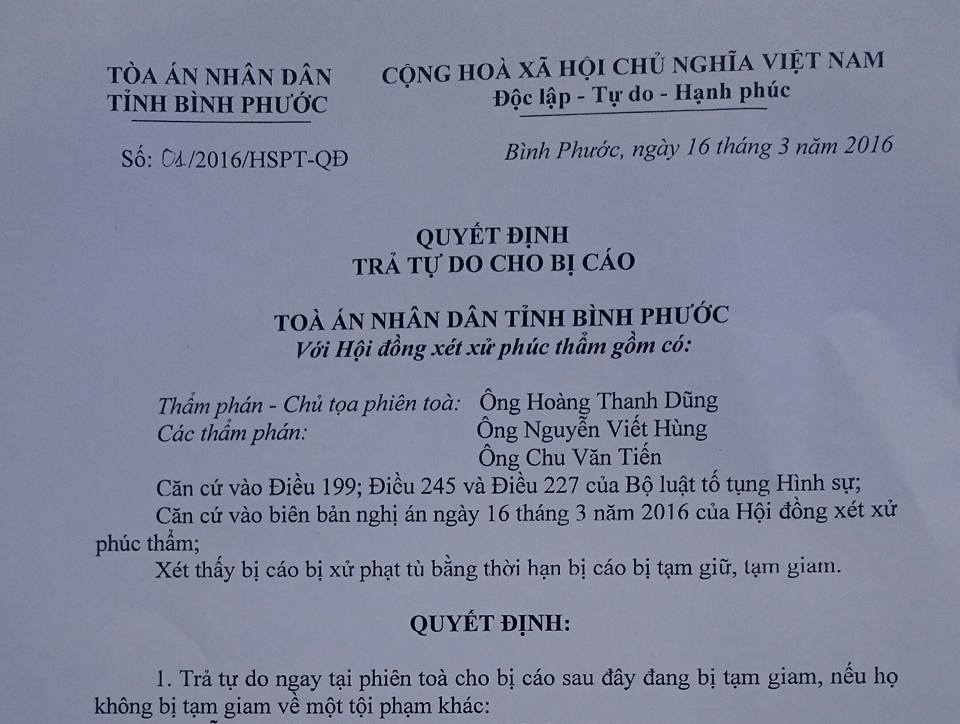 TÒA ÁN NHÂN DÂN
TỈNH BÌNH PHƯỚC
CỘNG HOÀ XÃ HỘI CHỦ NGHĨA VIỆT NAM
Độc lập - Tự do - Hạnh phúc
Số: 01/2016/HSPT-QĐ
Bình Phước, ngày 16 tháng 3 năm 2016
QUYẾT ĐỊNH
TRẢ TỰ DO CHO BỊ CÁO
TOÀ ÁN NHÂN DÂN TỈNH BÌNH PHƯỚC
Với Hội đồng xét xử phúc thẩm gồm có:
Thẩm phán - Chủ tọa phiên toà: Ông Hoàng Thanh Dũng
Các thẩm phán: Ông Nguyễn Viết Hùng
Ông Chu Văn Tiến
Căn cứ vào Điều 199; Điều 245 và Điều 227 của Bộ luật tố tụng Hình sự;
Căn cứ vào biên bản nghị án ngày 16 tháng 3 năm 2016 của Hội đồng xét xử
phúc thẩm;
Xét thấy bị cáo bị xử phạt tù bằng thời hạn bị cáo bị tạm giữ, tạm giam.
QUYẾT ĐỊNH:
1. Trả tự do ngay tại phiên toà cho bị cáo sau đây đang bị tạm giam, nếu họ
không bị tạm giam về một tội phạm khác: